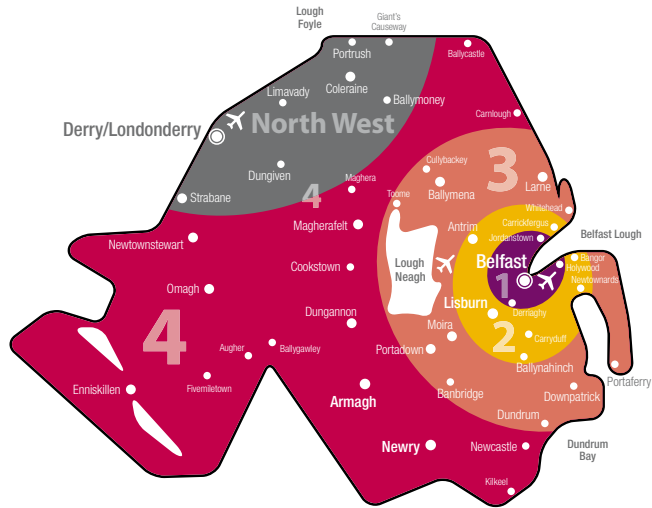 Lough
Foyle
Giant's
Causeway
Portrush
Ballycastle
Coleraine
Limavady
Ballymoney
Carnlough
Derry/Londonderry
North West
Cullybackey
3
Dungiven
Maghera
Larne
Ballymena
4
Toome
Strabane
Whitehead
Carrickfergus
Magherafelt
Antrim
Jordanstown
Belfast Lough
Newtownstewart
Bangor
Belfast
Lough
Neagh
Holywood
Cookstown
Newtownards
1
Omagh
Lisburn
Derriaghy
Dungannon
Moira
2
Carryduff
4
Augher
Ballygawley
Portadown
Ballynahinch
Portaferry
Enniskillen
Fivemiletown
Banbridge
Downpatrick
Armagh
Dundrum
Newry
Newcastle
Dundrum
Bay
Kilkeel